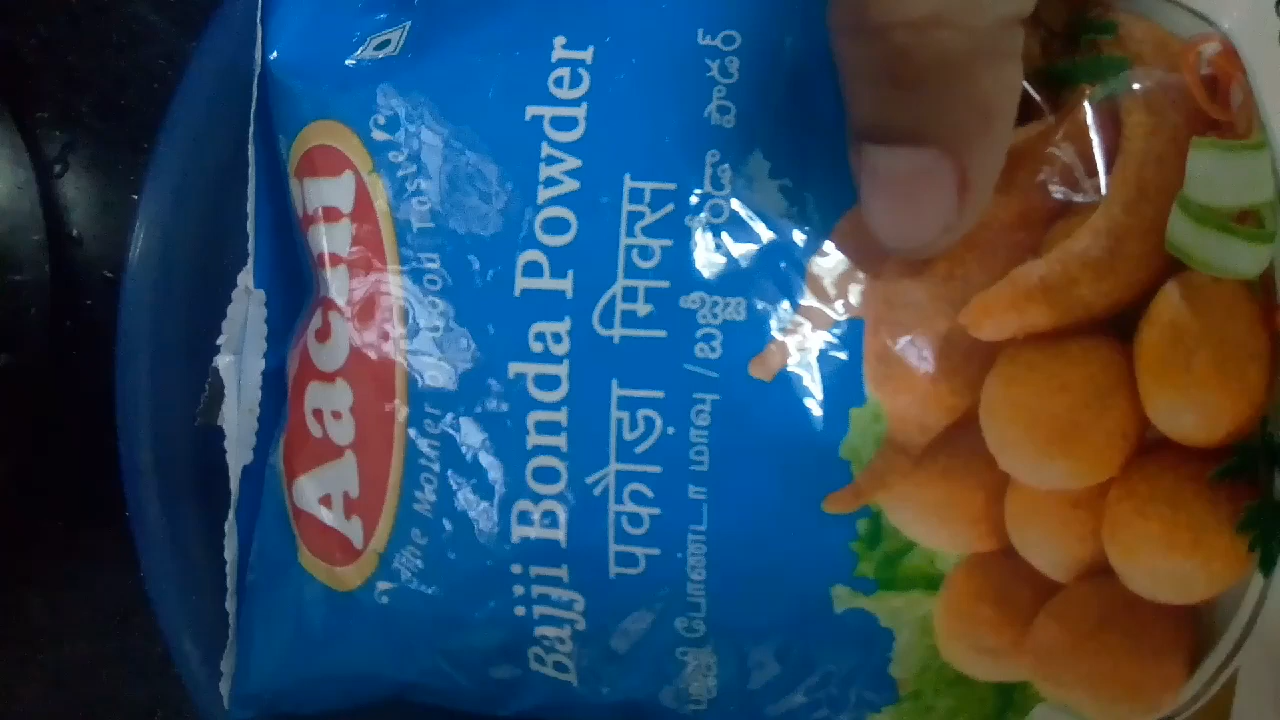 Aachi
The Mother of Good Taste
Bajji Bonda Powder
पकोडा मिक्स
பஜ்ஜி போண்டா மாவு / బజ్జీ బోండా పౌడర్